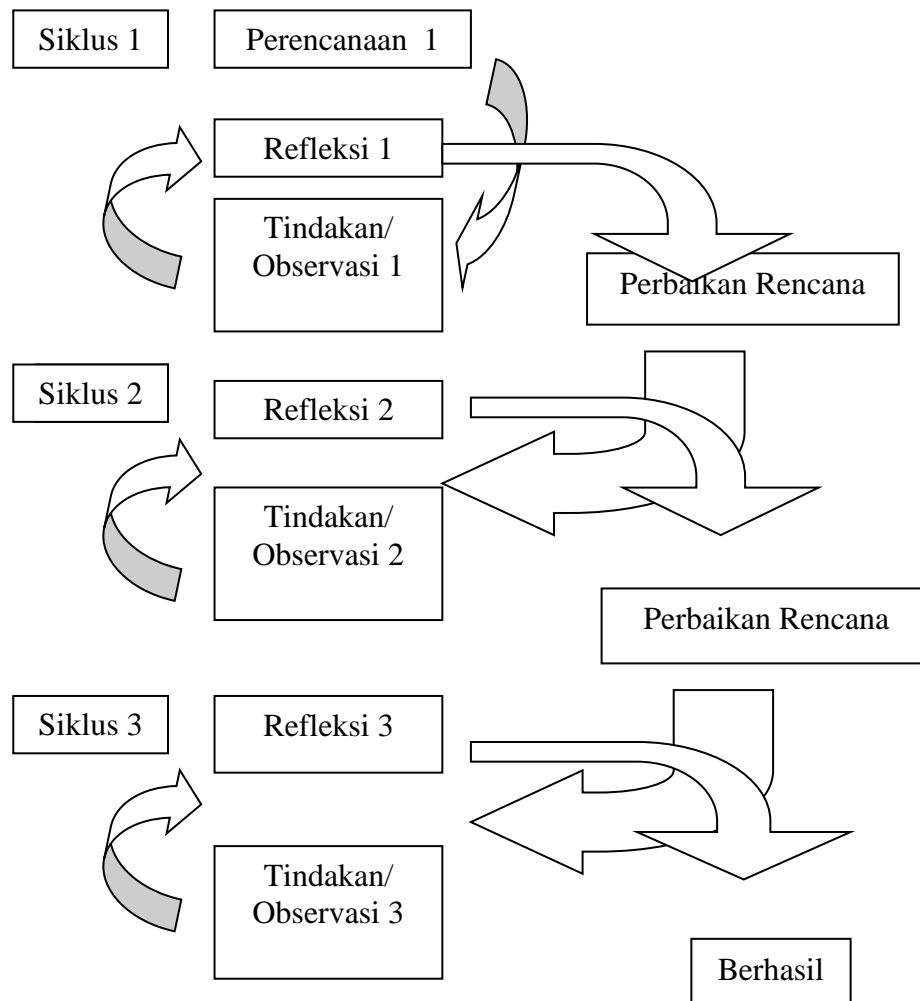 Siklus 1
Perencanaan 1
Refleksi 1
Tindakan/
Observasi 1
Perbaikan Rencana
Siklus 2
Refleksi 2
Tindakan/
Observasi 2
Perbaikan Rencana
Siklus 3
Refleksi 3
Tindakan/
Observasi 3
Berhasil